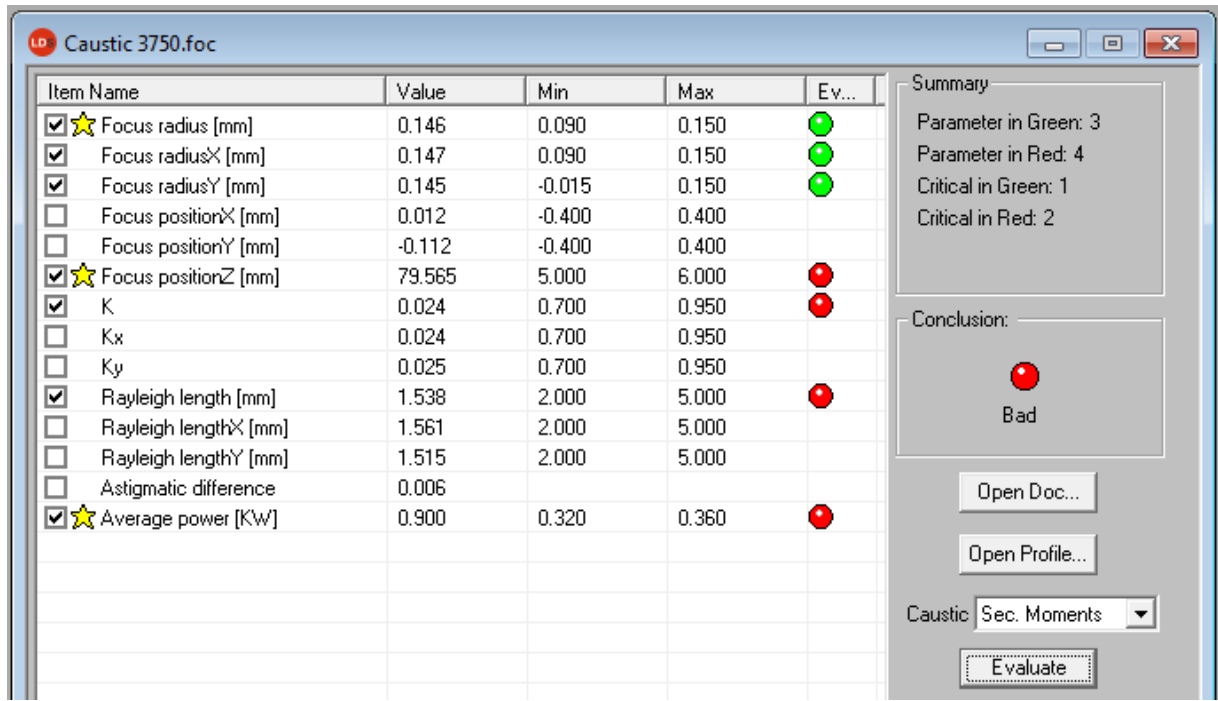 LDS Caustic 3750.foc
Item Name Value Min Max Ev...
Focus radius [mm] 0.146 0.090 0.150
Focus radiusX [mm] 0.147 0.090 0.150
Focus radiusY [mm] 0.145 -0.015 0.150
Focus positionX [mm] 0.012 -0.400 0.400
Focus positionY [mm] -0.112 -0.400 0.400
Focus positionZ [mm] 79.565 5.000 6.000
K 0.024 0.700 0.950
Kx 0.024 0.700 0.950
Ky 0.025 0.700 0.950
Rayleigh length [mm] 1.538 2.000 5.000
Rayleigh lengthX [mm] 1.561 2.000 5.000
Rayleigh lengthY [mm] 1.515 2.000 5.000
Astigmatic difference 0.006
Average power [KW] 0.900 0.320 0.360
Summary
Parameter in Green: 3
Parameter in Red: 4
Critical in Green: 1
Critical in Red: 2
Conclusion:
Bad
Open Doc...
Open Profile...
Caustic Sec. Moments
Evaluate